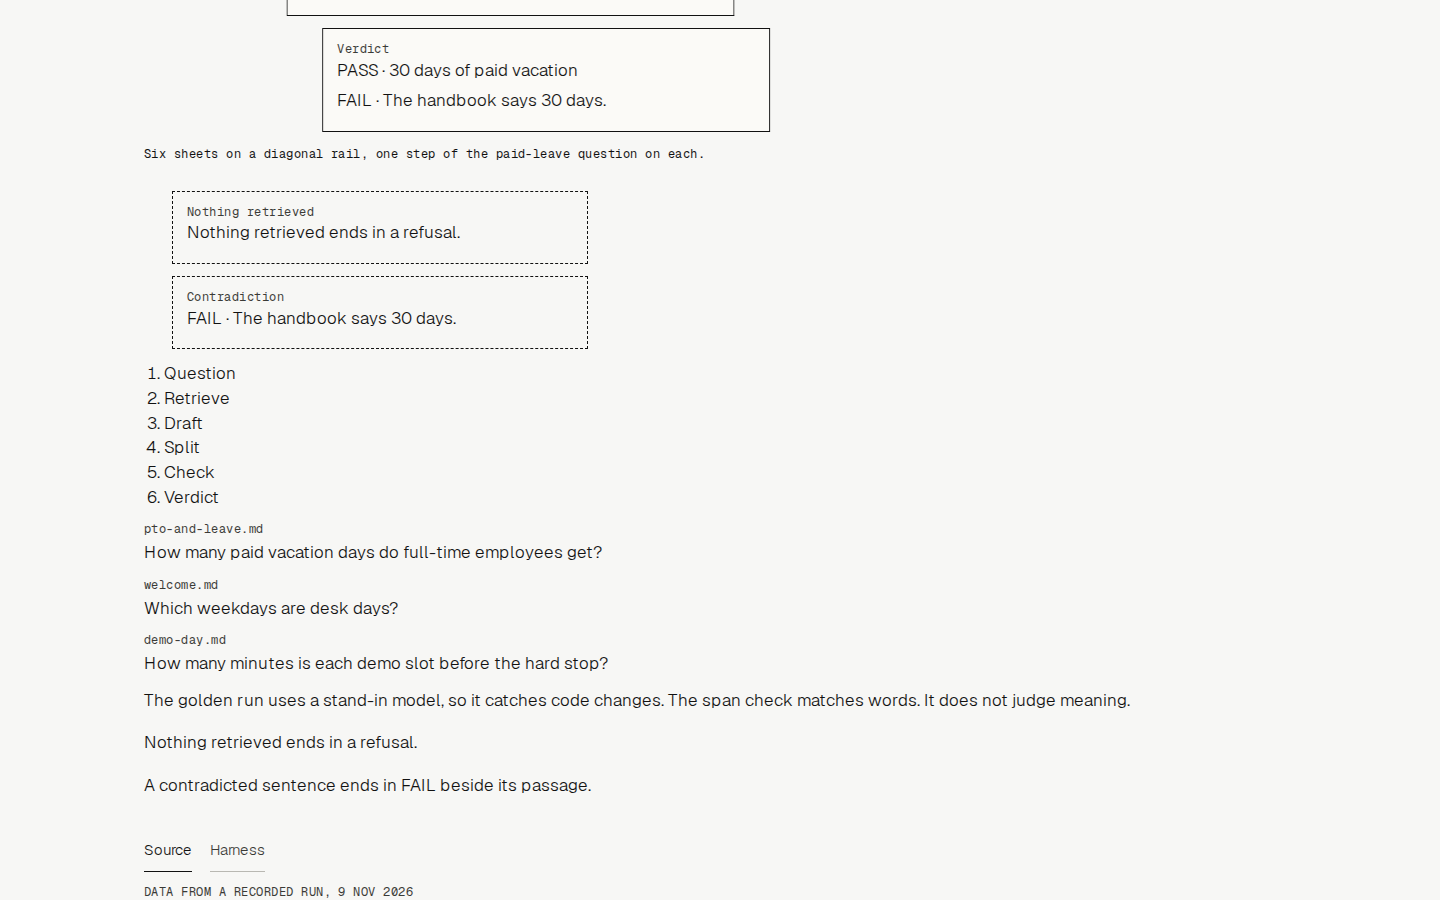 Verdict
PASS · 30 days of paid vacation
FAIL · The handbook says 30 days.
Six sheets on a diagonal rail, one step of the paid-leave question on each.
Nothing retrieved
Nothing retrieved ends in a refusal.
Contradiction
FAIL · The handbook says 30 days.
1. Question
2. Retrieve
3. Draft
4. Split
5. Check
6. Verdict
pto-and-leave.md
How many paid vacation days do full-time employees get?
welcome.md
Which weekdays are desk days?
demo-day.md
How many minutes is each demo slot before the hard stop?
The golden run uses a stand-in model, so it catches code changes. The span check matches words. It does not judge meaning.
Nothing retrieved ends in a refusal.
A contradicted sentence ends in FAIL beside its passage.
Source Harness
DATA FROM A RECORDED RUN, 9 NOV 2026